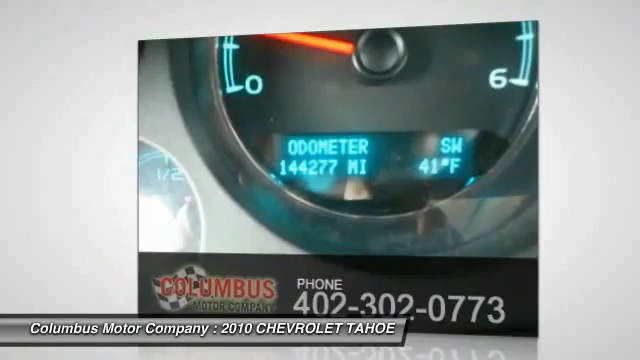 0
6
ODOMETER SW
144277 MI 41°F
1/2
PHONE
COLUMBUS
MOTOR COMPANY
402-302-0773
Columbus Motor Company : 2010 CHEVROLET TAHOE